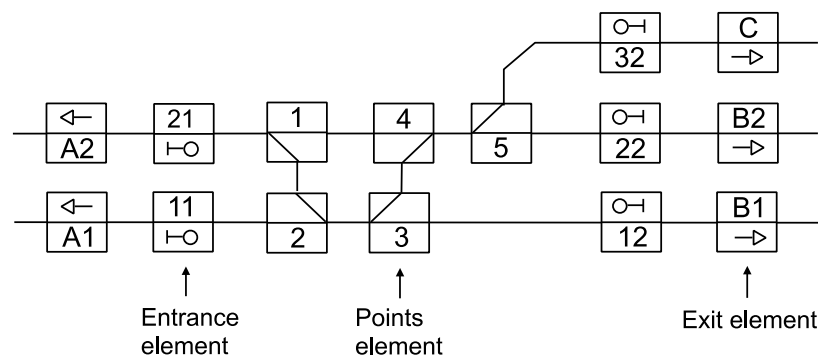 C
32
21
1
4
B2
A2
5
22
11
B1
A1
2
3
12
Entrance
element
Points
element
Exit element